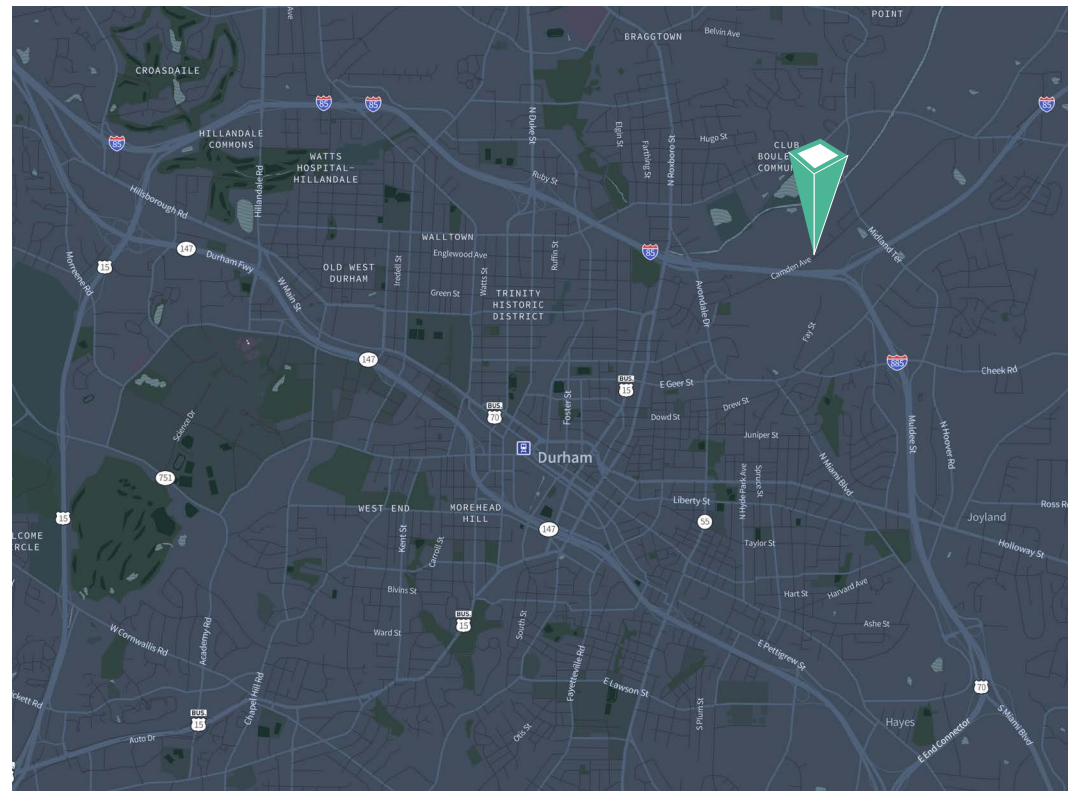 POINT
BRAGGTOWN
Belvin Ave
CROASDAILE
85
85
85
85
N Duke St
Elgin St
Farthing St
N Roxboro St
Hugo St
HILLANDALE
COMMONS
WATTS
HOSPITAL-
HILLANDALE
CLUB
Ruby St
Hillandale Rd
Hillsborough Rd
147
Durham Fwy
15
Morreene Rd
WALLTOWN
Englewood Ave
Iredell St
Watts St
Ruffin St
85
Midland Ter
Camden Ave
OLD WEST
DURHAM
Green St
TRINITY
HISTORIC
DISTRICT
W Main St
Avondale Dr
Fay St
147
885
Cheek Rd
BUS.
15
E Geer St
BUS.
70
Foster St
Dowd St
Drew St
Science Dr
Juniper St
Muldee St
N Hoover Rd
Durham
N Miami Blvd
751
N Hyde Park Ave
Spruce St
Liberty St
55
WEST END
MOREHEAD
HILL
15
147
Joyland
Ross R
LCOME
RCLE
Kent St
Carroll St
Taylor St
Holloway St
Bivins St
Hart St
Harvard Ave
BUS.
15
South St
Ward St
Ashe St
W Cornwallis Rd
Academy Rd
E Pettigrew St
Fayetteville Rd
E Lawson St
70
ckett Rd
Chapel Hill Rd
BUS.
15
S Plum St
Otis St
Auto Dr
Hayes
E End Connector
S Miami Blvd